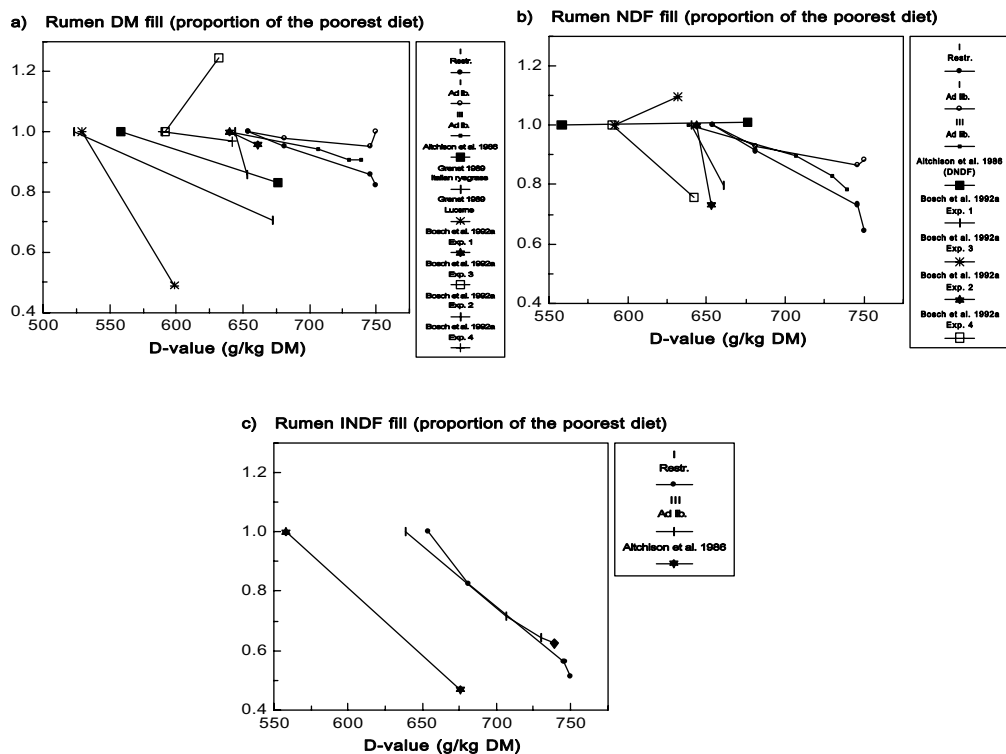 a) Rumen DM fill (proportion of the poorest diet)
1.2
1.0
0.8
0.6
0.4
500 550 600 650 700 750
D-value (g/kg DM)
I
Restr.
I
Ad lib.
III
Ad lib.
Aitchison et al. 1986
Grenet 1989
Italian ryegrass
Grenet 1989
Lucerne
Bosch et al. 1992a
Exp. 1
Bosch et al. 1992a
Exp. 3
Bosch et al. 1992a
Exp. 2
Bosch et al. 1992a
Exp. 4
b) Rumen NDF fill (proportion of the poorest diet)
1.2
1.0
0.8
0.6
0.4
550 600 650 700 750
D-value (g/kg DM)
I
Restr.
I
Ad lib.
III
Ad lib.
Aitchison et al. 1986
(DNDF)
Bosch et al. 1992a
Exp. 1
Bosch et al. 1992a
Exp. 3
Bosch et al. 1992a
Exp. 2
Bosch et al. 1992a
Exp. 4
c) Rumen INDF fill (proportion of the poorest diet)
1.2
1.0
0.8
0.6
0.4
550 600 650 700 750
D-value (g/kg DM)
I
Restr.
III
Ad lib.
Aitchison et al. 1986